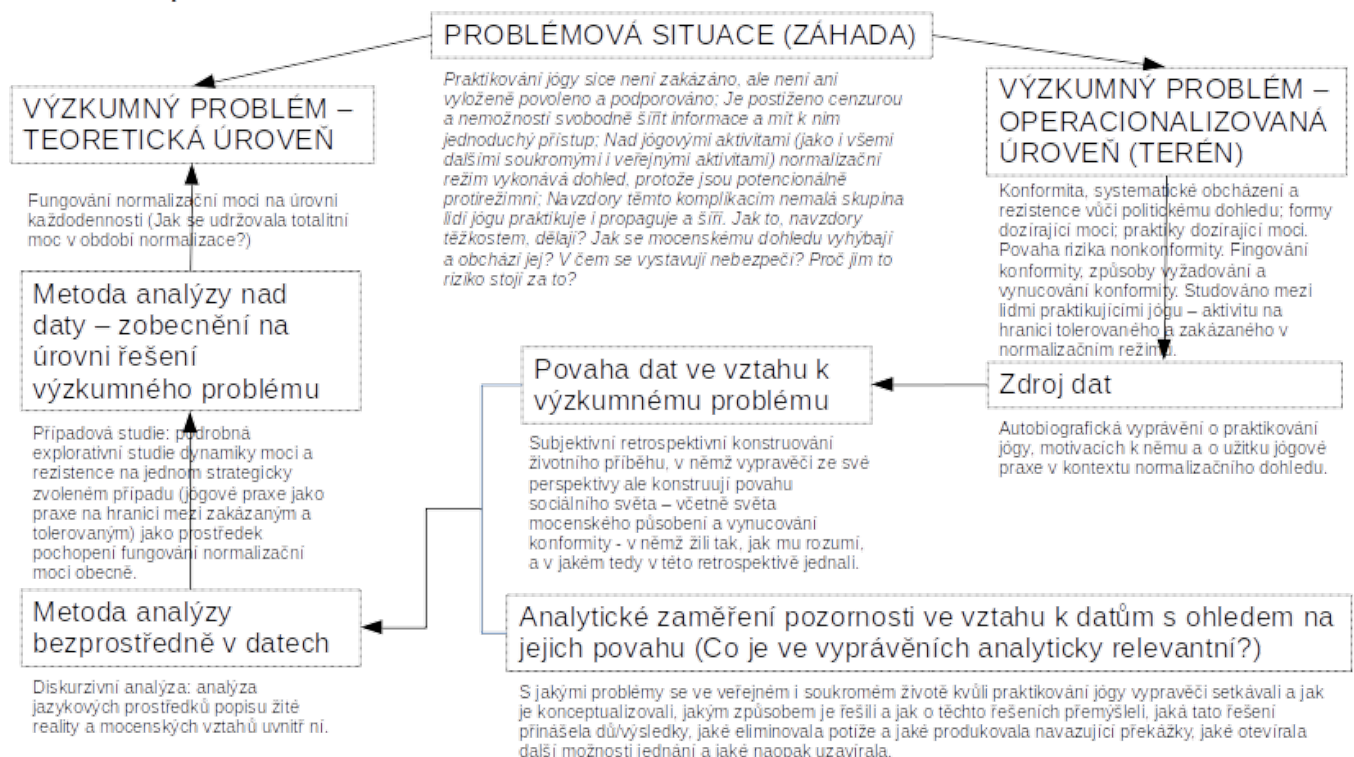 PROBLÉMOVÁ SITUACE (ZÁHADA)
Praktikování jógy sice není zakázáno, ale není ani
vyloženě povoleno a podporováno; Je postiženo cenzurou
a nemožností svobodně šířit informace a mít k nim
jednoduchý přístup; Nad jógovými aktivitami (jako i všemi
dalšími soukromými i veřejnými aktivitami) normalizační
režim vykonává dohled, protože jsou potencionálně
protirežimní; Navzdory těmto komplikacím nemalá skupina
lidí jógu praktikuje i propaguje a šíří. Jak to, navzdory
těžkostem, dělají? Jak se mocenskému dohledu vyhýbají
a obchází jej? V čem se vystavují nebezpečí? Proč jim to
riziko stojí za to?
VÝZKUMNÝ PROBLÉM –
TEORETICKÁ ÚROVEŇ
Fungování normalizační moci na úrovni
každodennosti (Jak se udržovala totalitní
moc v období normalizace?)
VÝZKUMNÝ PROBLÉM –
OPERACIONALIZOVANÁ
ÚROVEŇ (TERÉN)
Konformita, systematické obcházení a
rezistence vůči politickému dohledu; formy
dozírající moci; praktiky dozírající moci.
Povaha rizika nonkonformity. Fingování
konformity, způsoby vyžadování a
vynucování konformity. Studováno mezi
lidmi praktikujícími jógu – aktivitu na
hranici tolerovaného a zakázaného v
normalizačním režimu.
Zdroj dat
Autobiografická vyprávění o praktikování
jógy, motivacích k němu a o užitku jógové
praxe v kontextu normalizačního dohledu.
Povaha dat ve vztahu k
výzkumnému problému
Subjektivní retrospektivní konstruování
životního příběhu, v němž vypravěči ze své
perspektivy ale konstruují povahu
sociálního světa – včetně světa
mocenského působení a vynucování
konformity - v němž žili tak, jak mu rozumí,
a v jakém tedy v této retrospektivě jednali.
Analytické zaměření pozornosti ve vztahu k datům s ohledem na
jejich povahu (Co je ve vyprávěních analyticky relevantní?)
S jakými problémy se ve veřejném i soukromém životě kvůli praktikování jógy vypravěči setkávali a jak
je konceptualizovali, jakým způsobem je řešili a jak o těchto řešeních přemýšleli, jaká tato řešení
přinášela dů/výsledky, jaké eliminovala potíže a jaké produkovala navazující překážky, jaké otevírala
další možnosti jednání a jaké naopak uzavírala.
Metoda analýzy nad
daty – zobecnění na
úrovni řešení
výzkumného problému
Případová studie: podrobná
explorativní studie dynamiky moci a
rezistence na jednom strategicky
zvoleném případu (jógové praxe jako
praxe na hranici mezi zakázaným a
tolerovaným) jako prostředek
pochopení fungování normalizační
moci obecně.
Metoda analýzy
bezprostředně v datech
Diskurzivní analýza: analýza
jazykových prostředků popisu žité
reality a mocenských vztahů uvnitř ní.